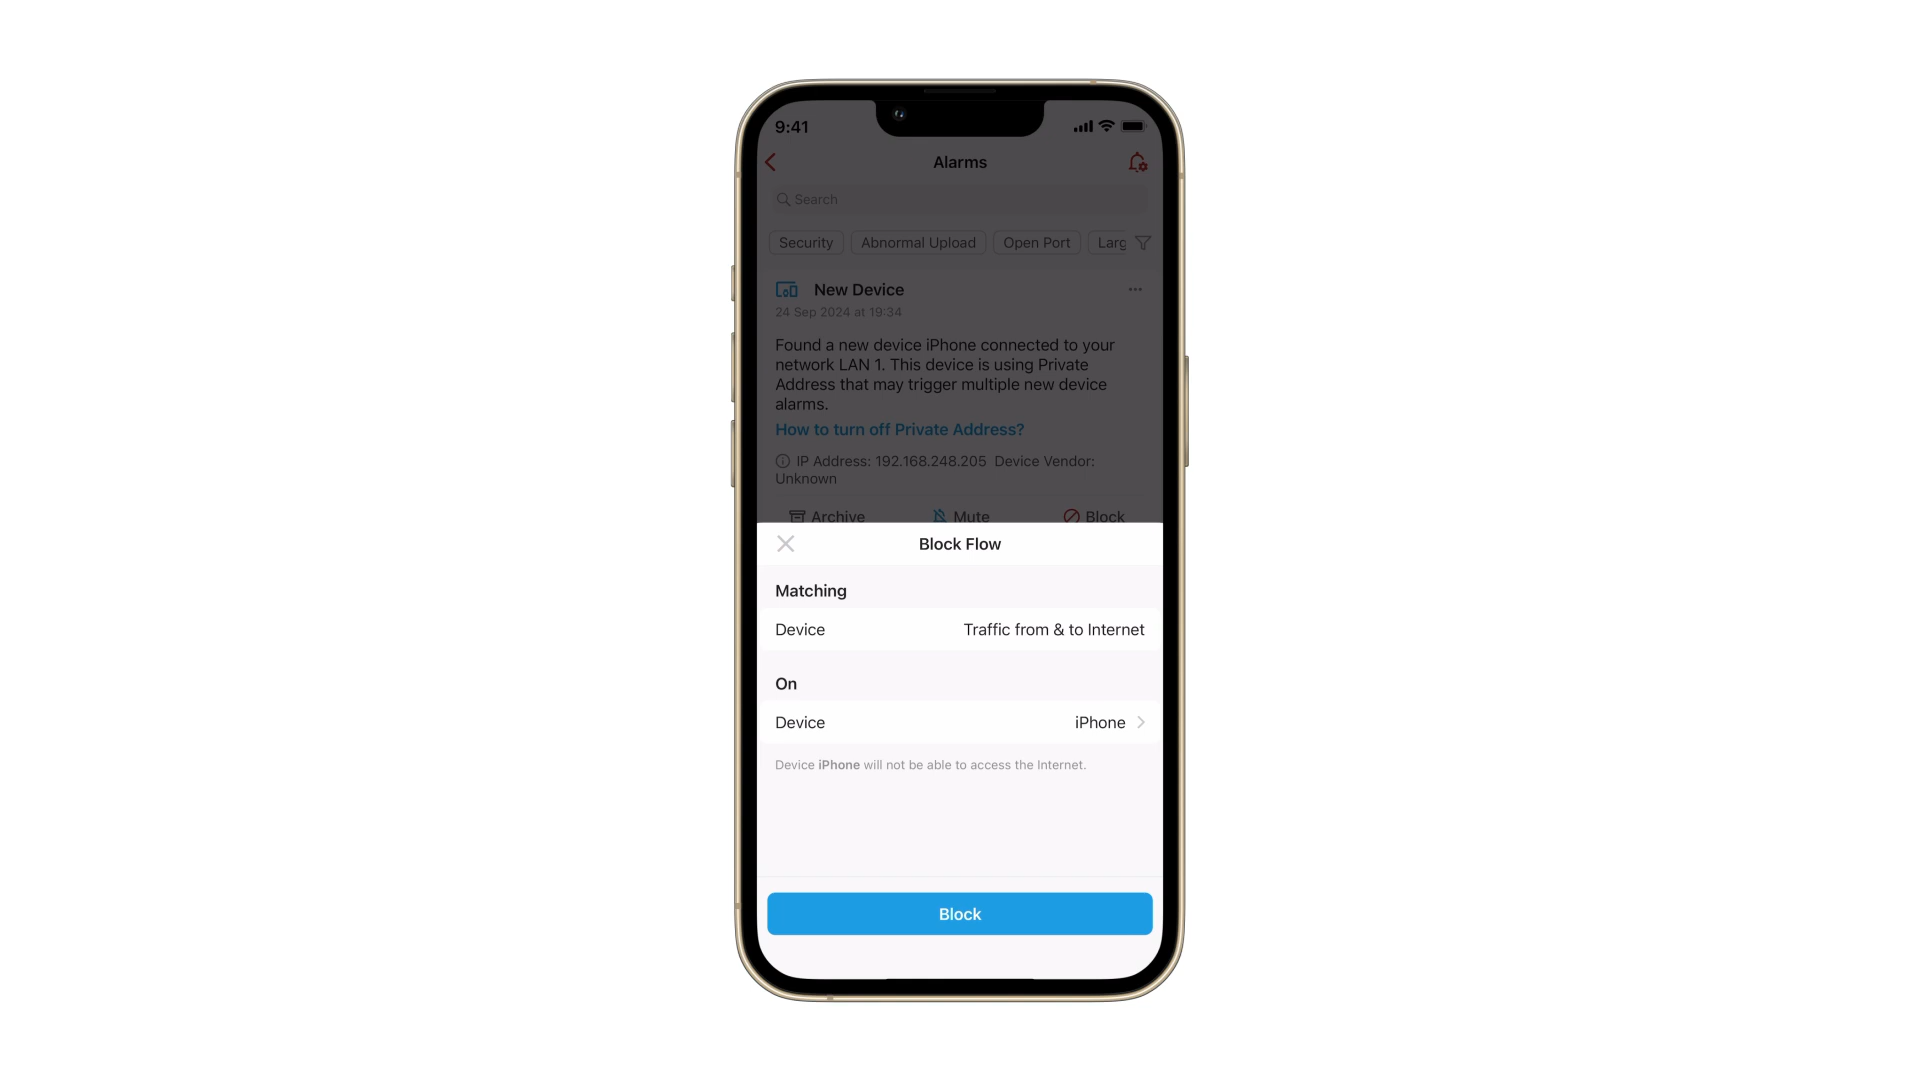 9:41
Alarms
Search
Security
Abnormal Upload
Open Port
Larg
New Device
24 Sep 2024 at 19:34
Found a new device iPhone connected to your
network LAN 1. This device is using Private
Address that may trigger multiple new device
alarms.
How to turn off Private Address?
IP Address: 192.168.248.205 Device Vendor:
Unknown
Archive
Mute
Block
Block Flow
Matching
Device
Traffic from & to Internet
On
Device
iPhone
Device iPhone will not be able to access the Internet.
Block